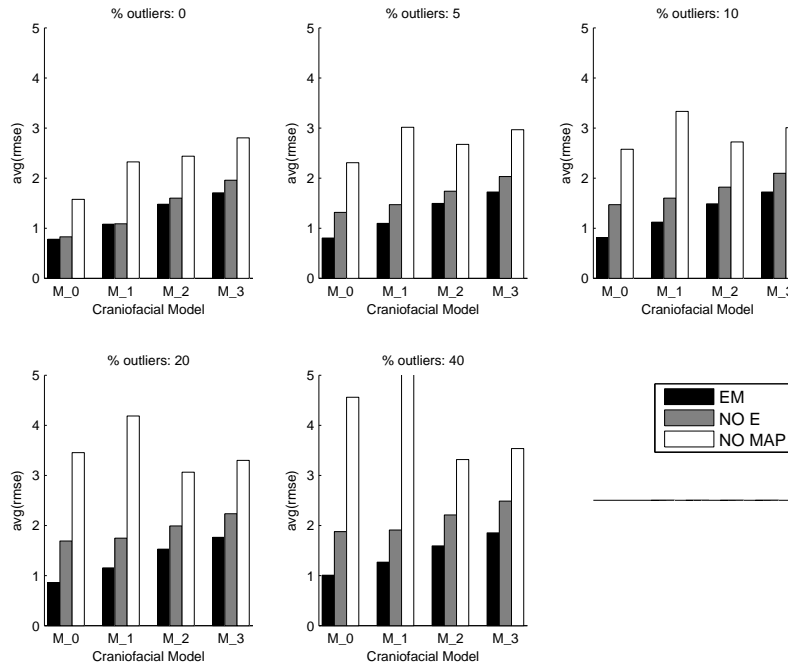 % outliers: 0
5
4
3
2
1
0
avg(rmse)
M_0 M_1 M_2 M_3
Craniofacial Model
% outliers: 5
5
4
3
2
1
0
avg(rmse)
M_0 M_1 M_2 M_3
Craniofacial Model
% outliers: 10
5
4
3
2
1
0
avg(rmse)
M_0 M_1 M_2 M_3
Craniofacial Model
% outliers: 20
5
4
3
2
1
0
avg(rmse)
M_0 M_1 M_2 M_3
Craniofacial Model
% outliers: 40
5
4
3
2
1
0
avg(rmse)
M_0 M_1 M_2 M_3
Craniofacial Model
EM
NO E
NO MAP